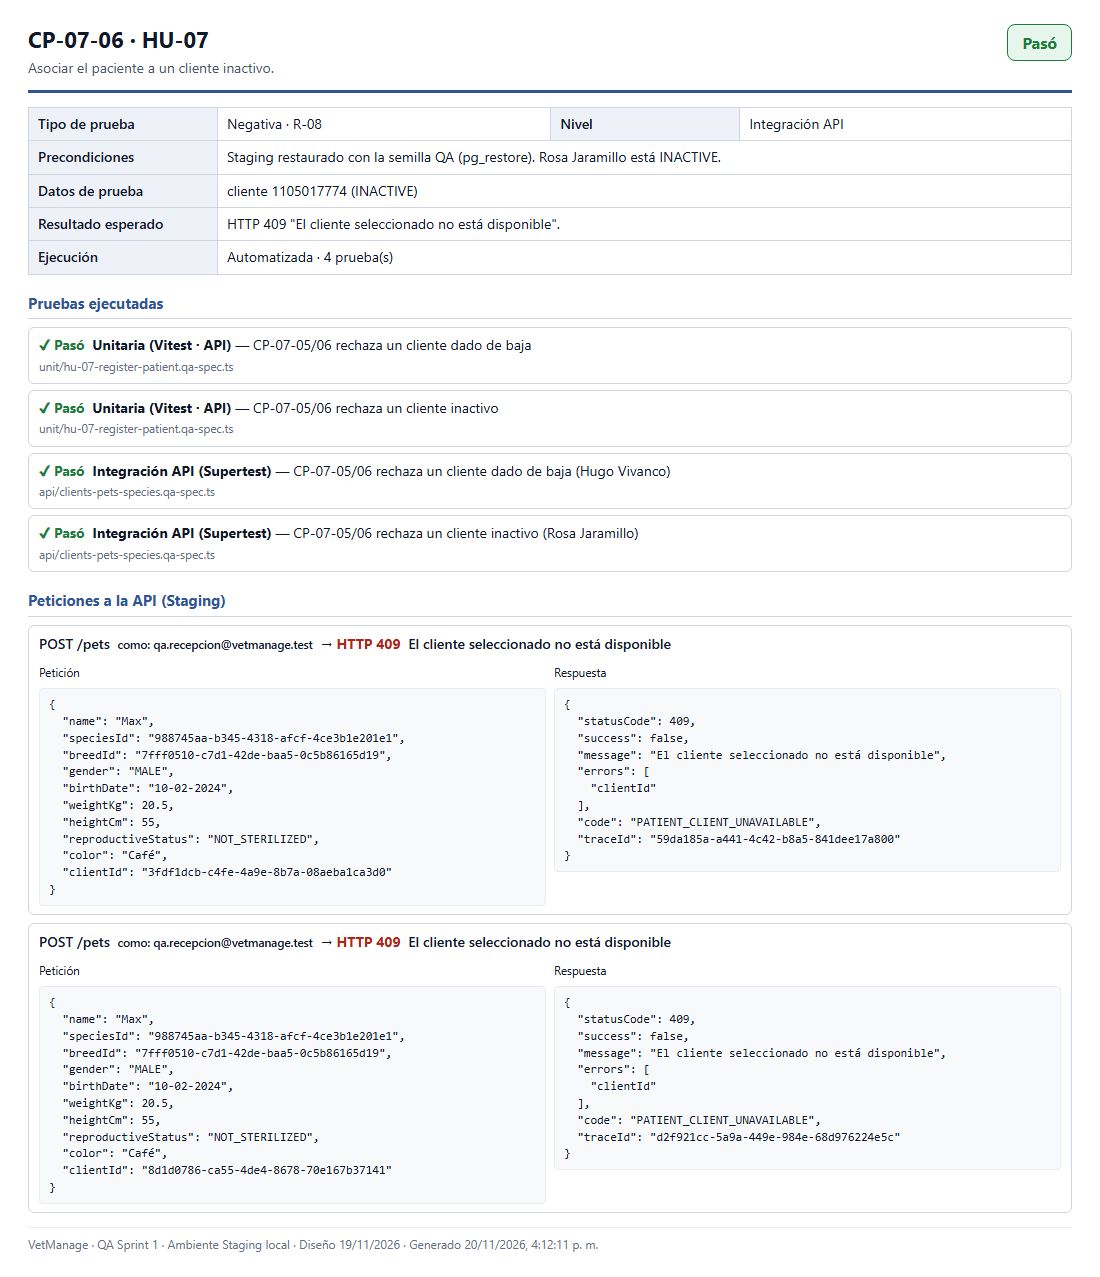 CP-07-06 · HU-07
Pasó
Asociar el paciente a un cliente inactivo.
Tipo de prueba Negativa · R-08 Nivel Integración API
Precondiciones Staging restaurado con la semilla QA (pg_restore). Rosa Jaramillo está INACTIVE.
Datos de prueba cliente 1105017774 (INACTIVE)
Resultado esperado HTTP 409 "El cliente seleccionado no está disponible".
Ejecución Automatizada · 4 prueba(s)
Pruebas ejecutadas
✓ Pasó Unitaria (Vitest · API) — CP-07-05/06 rechaza un cliente dado de baja
unit/hu-07-register-patient.qa-spec.ts
✓ Pasó Unitaria (Vitest · API) — CP-07-05/06 rechaza un cliente inactivo
unit/hu-07-register-patient.qa-spec.ts
✓ Pasó Integración API (Supertest) — CP-07-05/06 rechaza un cliente dado de baja (Hugo Vivanco)
api/clients-pets-species.qa-spec.ts
✓ Pasó Integración API (Supertest) — CP-07-05/06 rechaza un cliente inactivo (Rosa Jaramillo)
api/clients-pets-species.qa-spec.ts
Peticiones a la API (Staging)
POST /pets como: qa.recepcion@vetmanage.test → HTTP 409 El cliente seleccionado no está disponible
Petición
{
"name": "Max",
"speciesId": "988745aa-b345-4318-afcf-4ce3b1e201e1",
"breedId": "7fff0510-c7d1-42de-baa5-0c5b86165d19",
"gender": "MALE",
"birthDate": "10-02-2024",
"weightKg": 20.5,
"heightCm": 55,
"reproductiveStatus": "NOT_STERILIZED",
"color": "Café",
"clientId": "3fdf1dcb-c4fe-4a9e-8b7a-08aeba1ca3d0"
}
Respuesta
{
"statusCode": 409,
"success": false,
"message": "El cliente seleccionado no está disponible",
"errors": [
"clientId"
],
"code": "PATIENT_CLIENT_UNAVAILABLE",
"traceId": "59da185a-a441-4c42-b8a5-841dee17a800"
}
POST /pets como: qa.recepcion@vetmanage.test → HTTP 409 El cliente seleccionado no está disponible
Petición
{
"name": "Max",
"speciesId": "988745aa-b345-4318-afcf-4ce3b1e201e1",
"breedId": "7fff0510-c7d1-42de-baa5-0c5b86165d19",
"gender": "MALE",
"birthDate": "10-02-2024",
"weightKg": 20.5,
"heightCm": 55,
"reproductiveStatus": "NOT_STERILIZED",
"color": "Café",
"clientId": "8d1d0786-ca55-4de4-8678-70e167b37141"
}
Respuesta
{
"statusCode": 409,
"success": false,
"message": "El cliente seleccionado no está disponible",
"errors": [
"clientId"
],
"code": "PATIENT_CLIENT_UNAVAILABLE",
"traceId": "d2f921cc-5a9a-449e-984e-68d976224e5c"
}
VetManage · QA Sprint 1 · Ambiente Staging local · Diseño 19/11/2026 · Generado 20/11/2026, 4:12:11 p. m.